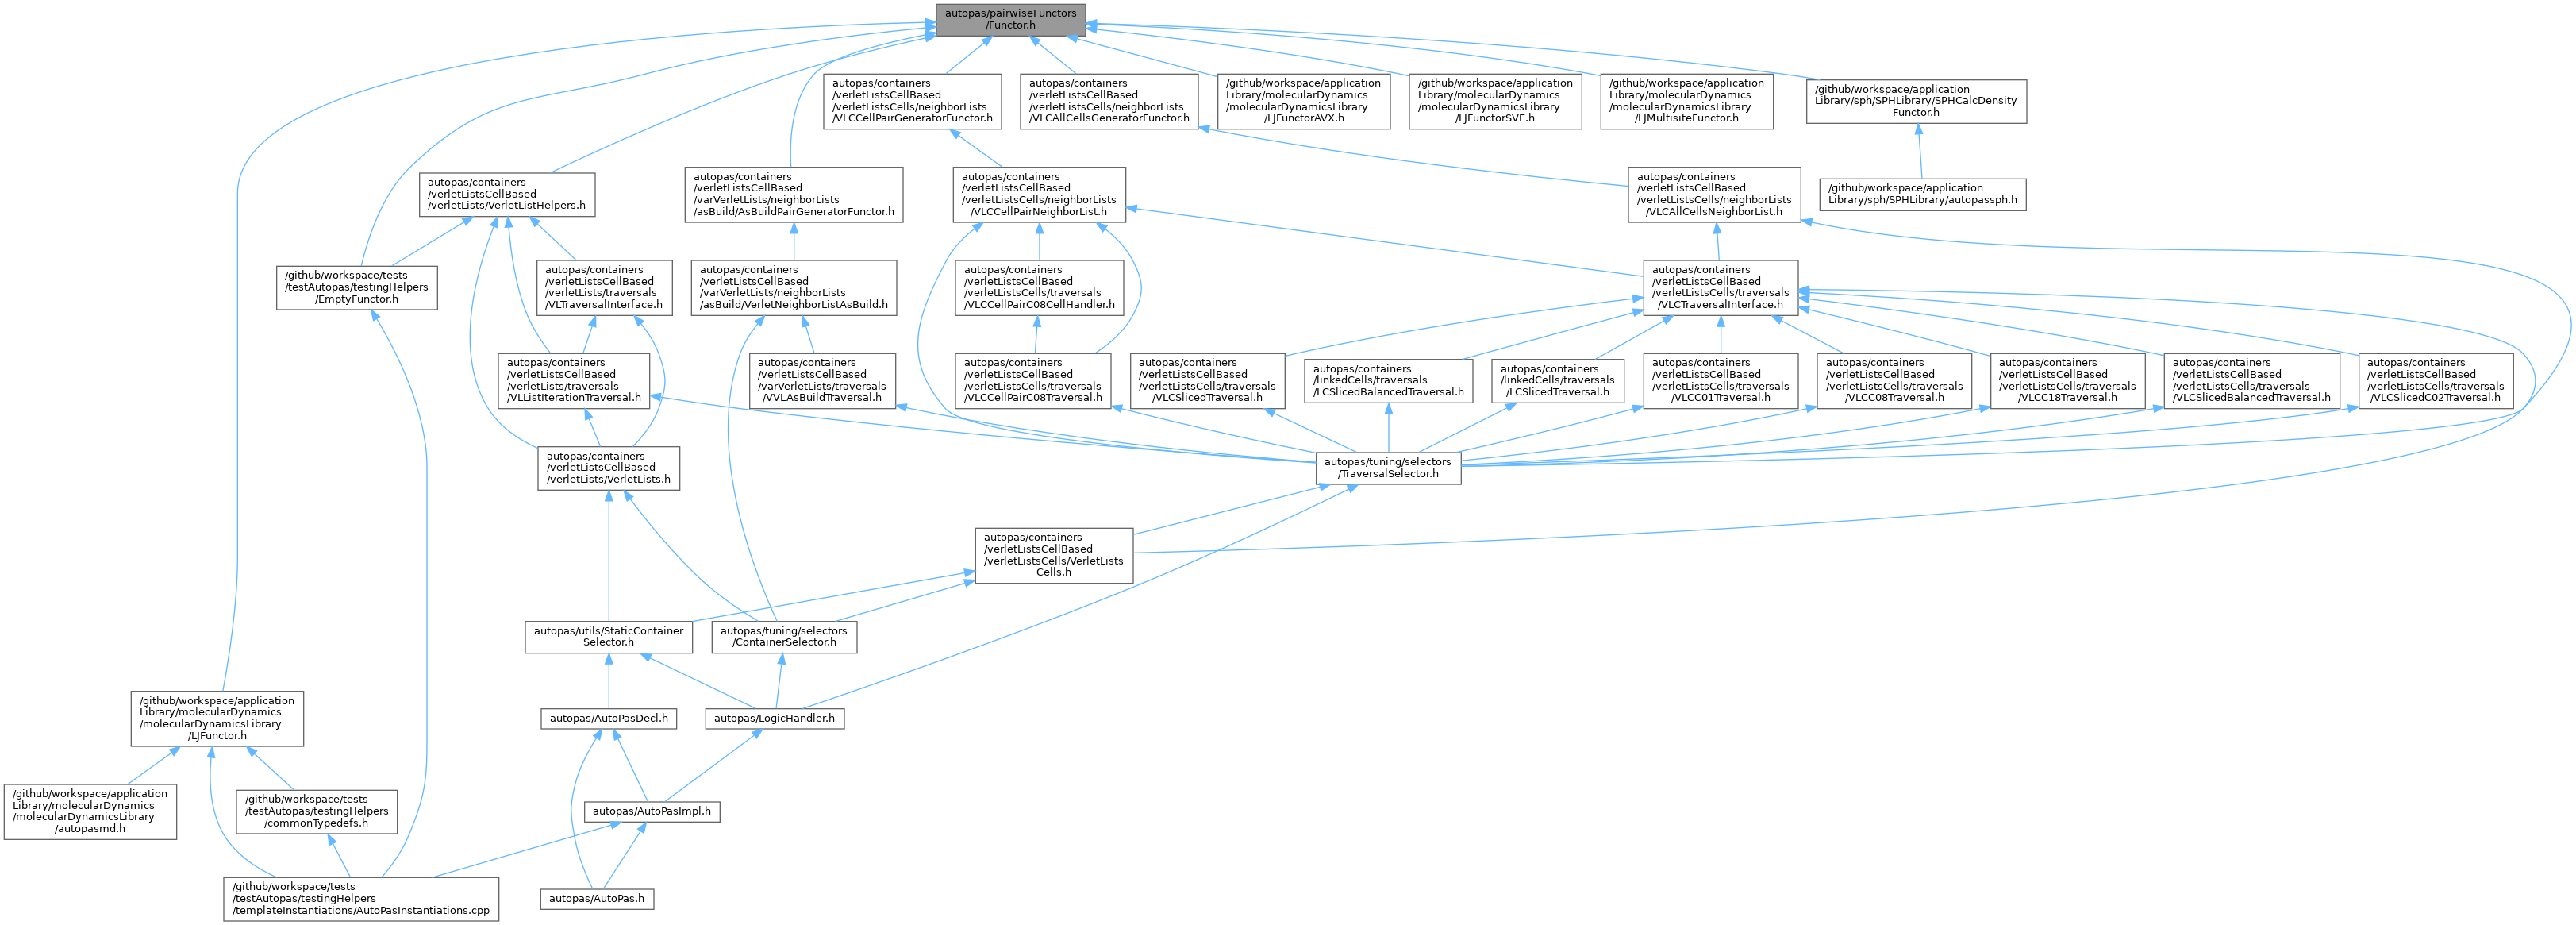 autopas/pairwiseFunctors
/Functor.h
autopas/containers
/verletListsCellBased
/verletListsCells/neighborLists
/VLCCellPairGeneratorFunctor.h
autopas/containers
/verletListsCellBased
/verletListsCells/neighborLists
/VLCAllCellsGeneratorFunctor.h
/github/workspace/application
Library/molecularDynamics
/molecularDynamicsLibrary
/LJFunctorAVX.h
/github/workspace/application
Library/molecularDynamics
/molecularDynamicsLibrary
/LJFunctorSVE.h
/github/workspace/application
Library/molecularDynamics
/molecularDynamicsLibrary
/LJMultisiteFunctor.h
/github/workspace/application
Library/sph/SPHLibrary/SPHCalcDensity
Functor.h
autopas/containers
/verletListsCellBased
/verletLists/VerletListHelpers.h
autopas/containers
/verletListsCellBased
/varVerletLists/neighborLists
/asBuild/AsBuildPairGeneratorFunctor.h
autopas/containers
/verletListsCellBased
/verletListsCells/neighborLists
/VLCCellPairNeighborList.h
autopas/containers
/verletListsCellBased
/verletListsCells/neighborLists
/VLCAllCellsNeighborList.h
/github/workspace/application
Library/sph/SPHLibrary/autopassph.h
/github/workspace/tests
/testAutopas/testingHelpers
/EmptyFunctor.h
autopas/containers
/verletListsCellBased
/verletLists/traversals
/VLTraversalInterface.h
autopas/containers
/verletListsCellBased
/varVerletLists/neighborLists
/asBuild/VerletNeighborListAsBuild.h
autopas/containers
/verletListsCellBased
/verletListsCells/traversals
/VLCCellPairC08CellHandler.h
autopas/containers
/verletListsCellBased
/verletListsCells/traversals
/VLCTraversalInterface.h
autopas/containers
/verletListsCellBased
/verletLists/traversals
/VLListIterationTraversal.h
autopas/containers
/verletListsCellBased
/varVerletLists/traversals
/VVLAsBuildTraversal.h
autopas/containers
/verletListsCellBased
/verletListsCells/traversals
/VLCCellPairC08Traversal.h
autopas/containers
/verletListsCellBased
/verletListsCells/traversals
/VLCSlicedTraversal.h
autopas/containers
/linkedCells/traversals
/LCSlicedBalancedTraversal.h
autopas/containers
/linkedCells/traversals
/LCSlicedTraversal.h
autopas/containers
/verletListsCellBased
/verletListsCells/traversals
/VLCC01Traversal.h
autopas/containers
/verletListsCellBased
/verletListsCells/traversals
/VLCC08Traversal.h
autopas/containers
/verletListsCellBased
/verletListsCells/traversals
/VLCC18Traversal.h
autopas/containers
/verletListsCellBased
/verletListsCells/traversals
/VLCSlicedBalancedTraversal.h
autopas/containers
/verletListsCellBased
/verletListsCells/traversals
/VLCSlicedC02Traversal.h
autopas/containers
/verletListsCellBased
/verletLists/VerletLists.h
autopas/tuning/selectors
/TraversalSelector.h
autopas/containers
/verletListsCellBased
/verletListsCells/VerletLists
Cells.h
autopas/utils/StaticContainer
Selector.h
autopas/tuning/selectors
/ContainerSelector.h
/github/workspace/application
Library/molecularDynamics
/molecularDynamicsLibrary
/LJFunctor.h
autopas/AutoPasDecl.h
autopas/LogicHandler.h
/github/workspace/application
Library/molecularDynamics
/molecularDynamicsLibrary
/autopasmd.h
/github/workspace/tests
/testAutopas/testingHelpers
/commonTypedefs.h
autopas/AutoPasImpl.h
/github/workspace/tests
/testAutopas/testingHelpers
/templateInstantiations/AutoPasInstantiations.cpp
autopas/AutoPas.h